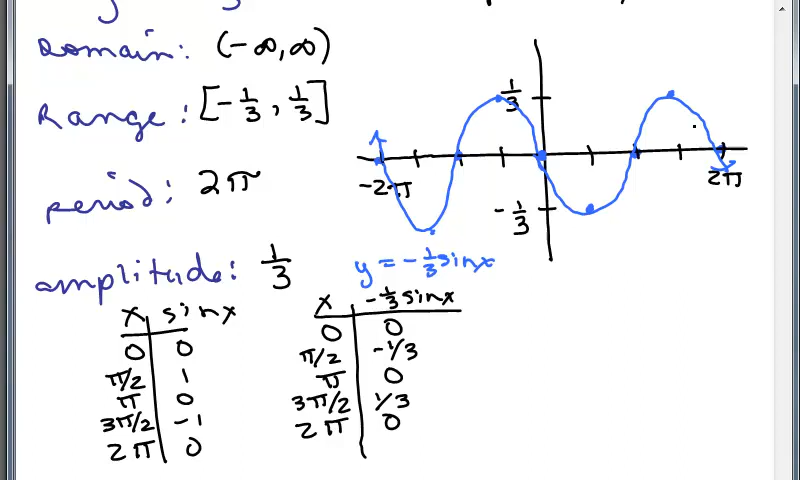 Domain: (-∞, ∞)
Range: [-1/3, 1/3]
period: 2π
amplitude: 1/3
1/3
-2π
2π
-1/3
y = -1/3 sinx
x | sinx
0 | 0
π/2 | 1
π | 0
3π/2 | -1
2π | 0
x | -1/3 sinx
0 | 0
π/2 | -1/3
π | 0
3π/2 | 1/3
2π | 0